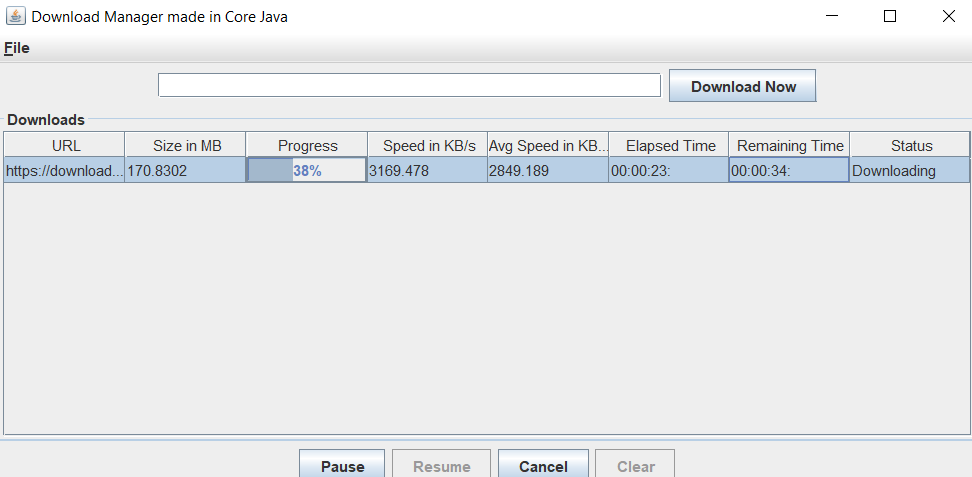 Download Manager made in Core Java
File
Download Now
Downloads
URL Size in MB Progress Speed in KB/s Avg Speed in KB... Elapsed Time Remaining Time Status
https://download... 170.8302 38% 3169.478 2849.189 00:00:23: 00:00:34: Downloading
Pause Resume Cancel Clear